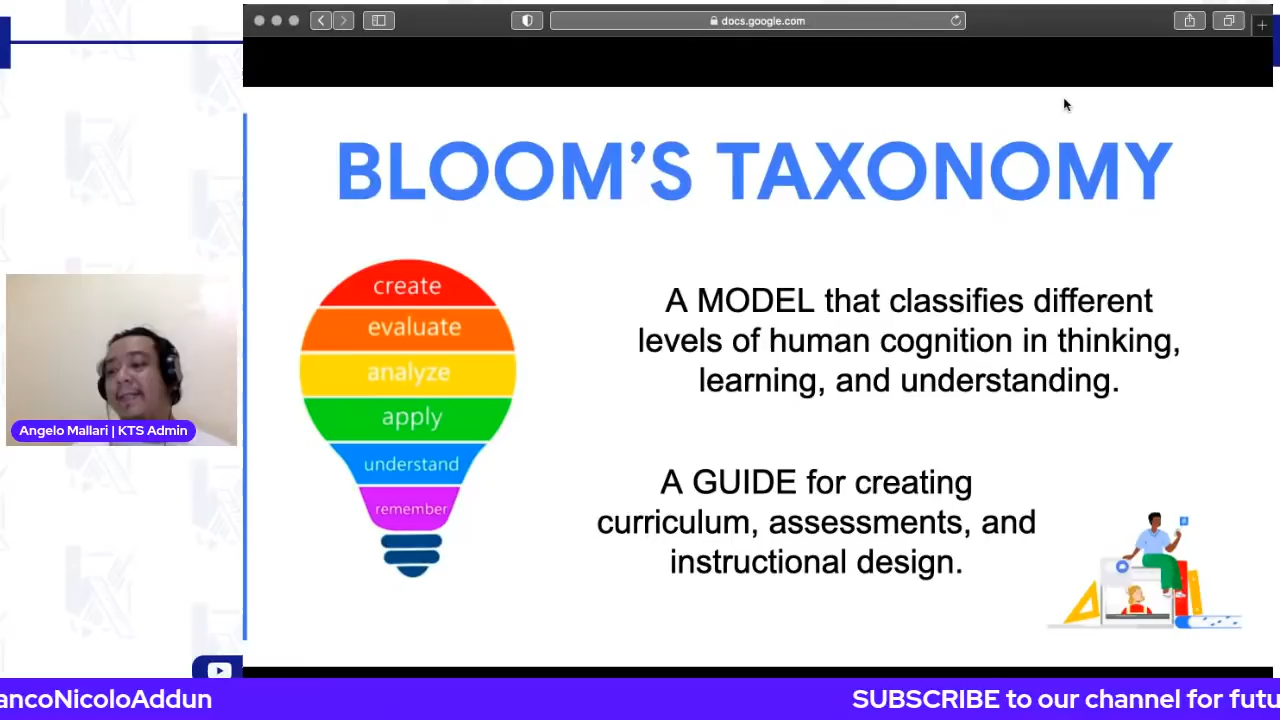 docs.google.com
BLOOM'S TAXONOMY
create
evaluate
analyze
apply
understand
remember
A MODEL that classifies different
levels of human cognition in thinking,
learning, and understanding.
A GUIDE for creating
curriculum, assessments, and
instructional design.
Angelo Mallari | KTS Admin
ancoNicoloAddun
SUBSCRIBE to our channel for futu